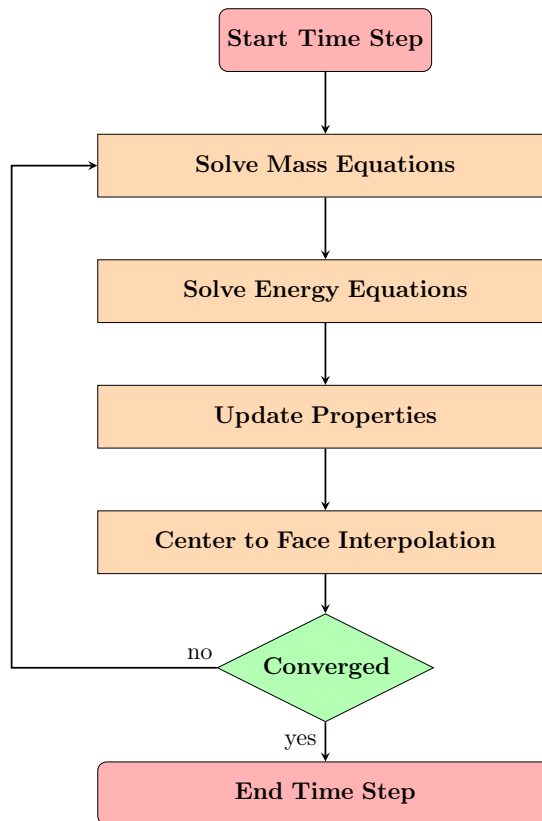 Start Time Step
Solve Mass Equations
Solve Energy Equations
Update Properties
Center to Face Interpolation
no
Converged
yes
End Time Step